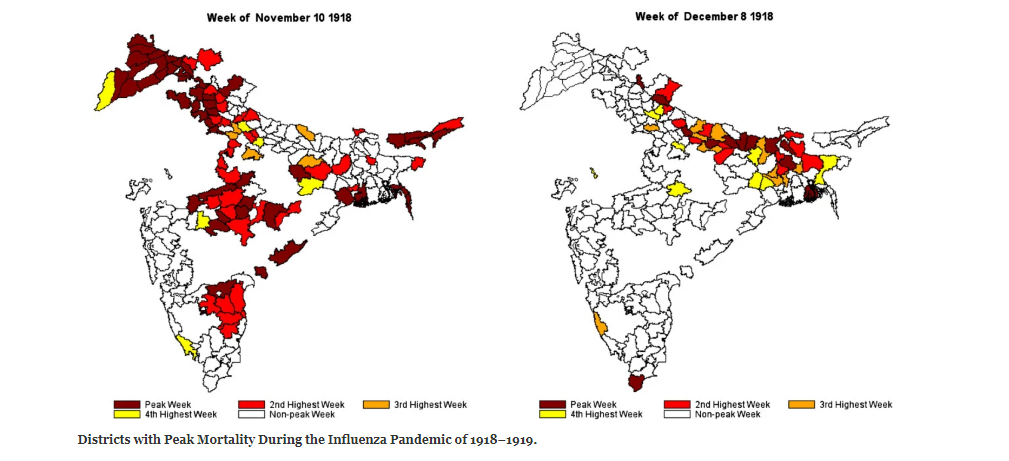 Week of November 10 1918
Week of December 8 1918
Peak Week
2nd Highest Week
3rd Highest Week
4th Highest Week
Non-peak Week
Peak Week
2nd Highest Week
3rd Highest Week
4th Highest Week
Non-peak Week
Districts with Peak Mortality During the Influenza Pandemic of 1918–1919.